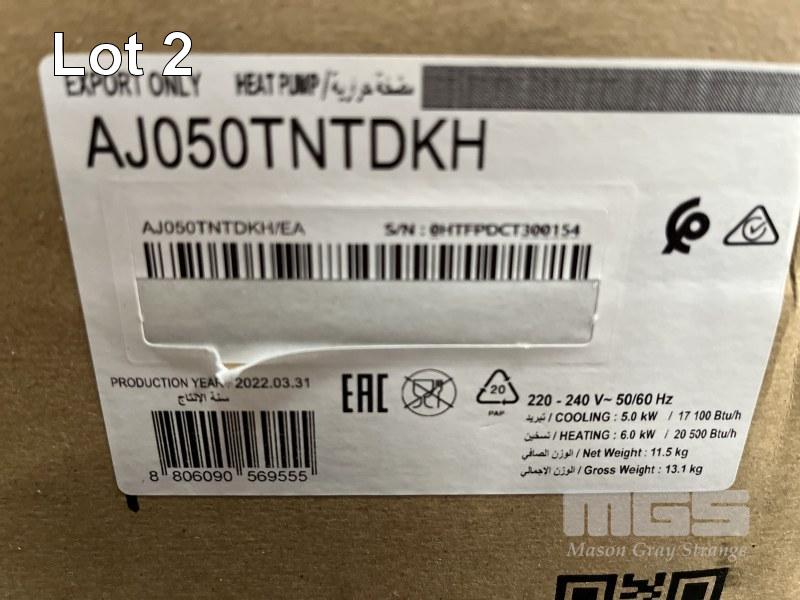 Lot 2
EXPORT ONLY HEAT PUMP / مضخة حرارية
AJ050TNTDKH
AJ050TNTDKH/EA S/N : 0HTFPDCT300154
PRODUCTION YEAR 2022.03.31
سنة الإنتاج
EAC
20
PAP
220 - 240 V~ 50/60 Hz
تبريد / COOLING : 5.0 kW / 17 100 Btu/h
تسخين / HEATING : 6.0 kW / 20 500 Btu/h
الوزن الصافي / Net Weight : 11.5 kg
الوزن الاجمالي / Gross Weight : 13.1 kg
8 806090 569555
MGS
Mason Gray Strange